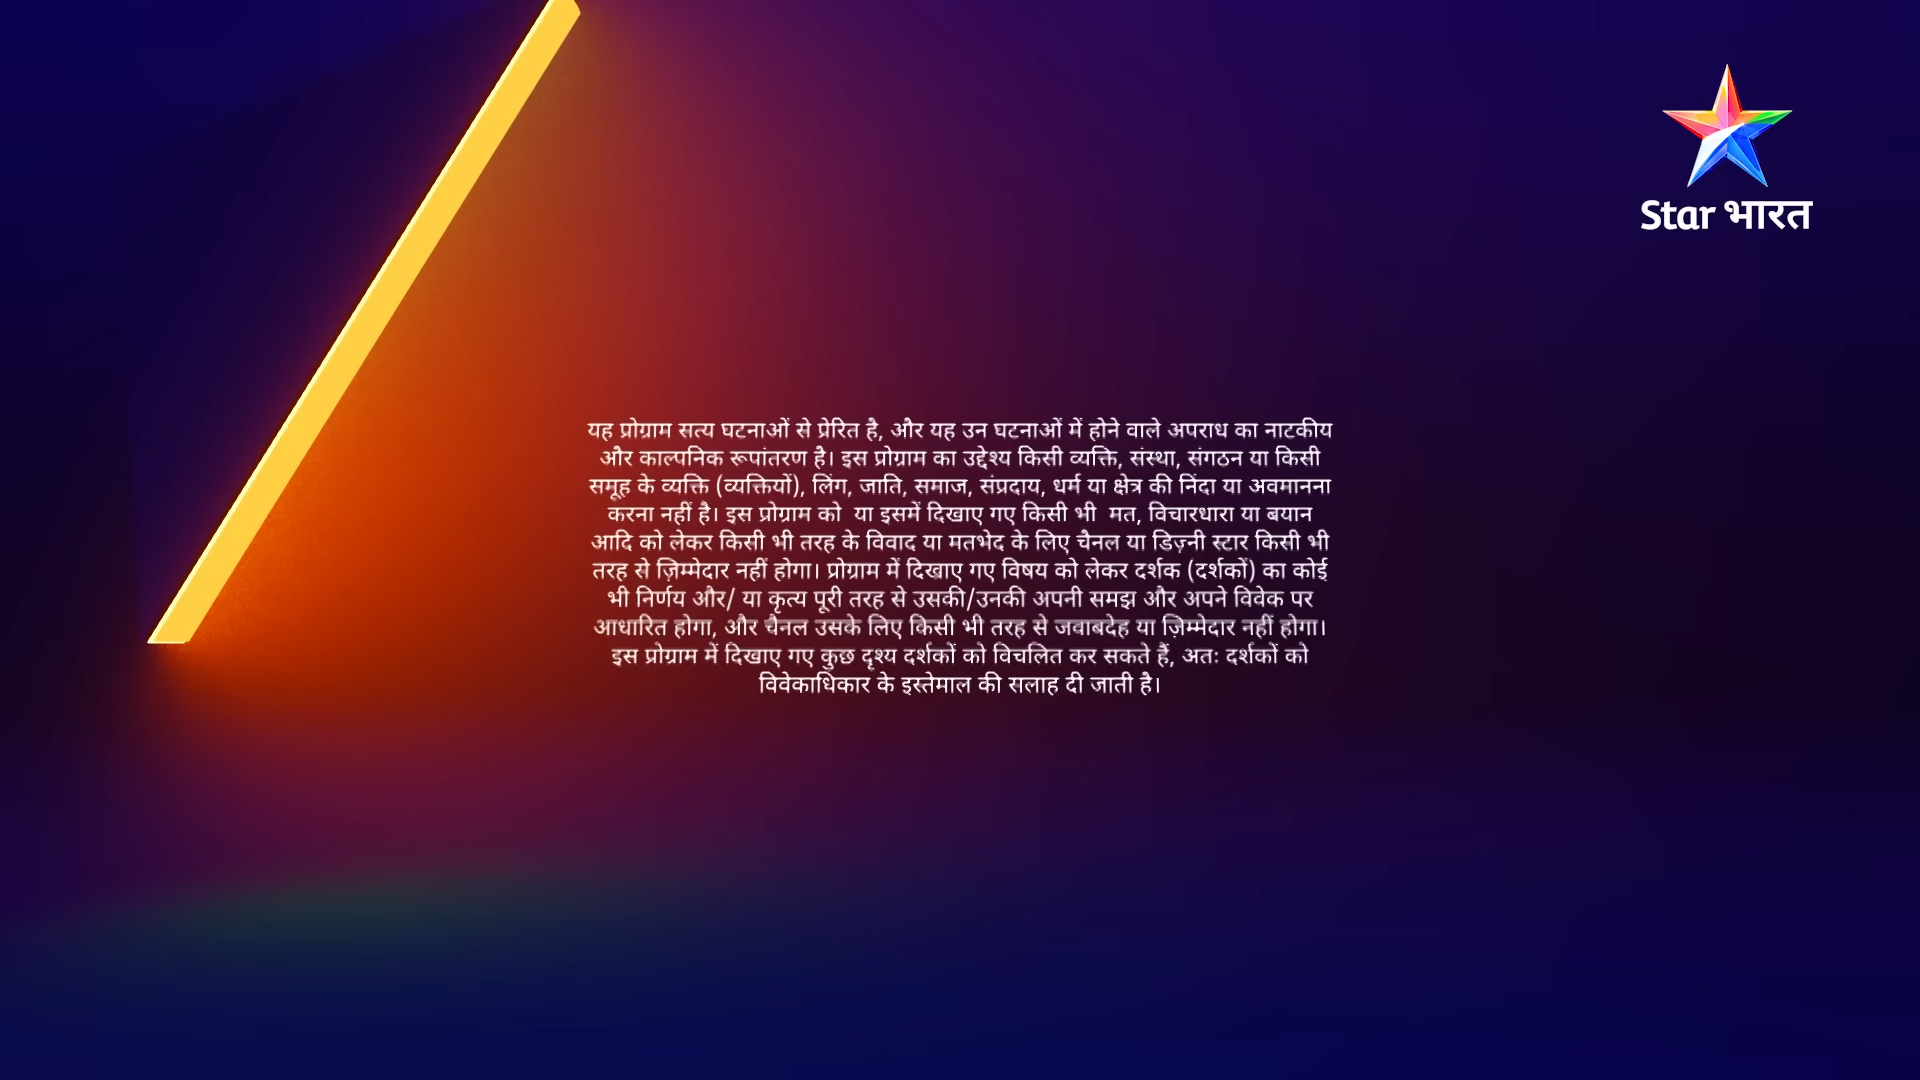 Star भारत
यह प्रोग्राम सत्य घटनाओं से प्रेरित है, और यह उन घटनाओं में होने वाले अपराध का नाटकीय
और काल्पनिक रूपांतरण है। इस प्रोग्राम का उद्देश्य किसी व्यक्ति, संस्था, संगठन या किसी
समूह के व्यक्ति (व्यक्तियों), लिंग, जाति, समाज, संप्रदाय, धर्म या क्षेत्र की निंदा या अवमानना
करना नहीं है। इस प्रोग्राम को  या इसमें दिखाए गए किसी भी  मत, विचारधारा या बयान
आदि को लेकर किसी भी तरह के विवाद या मतभेद के लिए चैनल या डिज़्नी स्टार किसी भी
तरह से ज़िम्मेदार नहीं होगा। प्रोग्राम में दिखाए गए विषय को लेकर दर्शक (दर्शकों) का कोई
भी निर्णय और/ या कृत्य पूरी तरह से उसकी/उनकी अपनी समझ और अपने विवेक पर
आधारित होगा, और चैनल उसके लिए किसी भी तरह से जवाबदेह या ज़िम्मेदार नहीं होगा।
इस प्रोग्राम में दिखाए गए कुछ दृश्य दर्शकों को विचलित कर सकते हैं, अतः दर्शकों को
विवेकाधिकार के इस्तेमाल की सलाह दी जाती है।